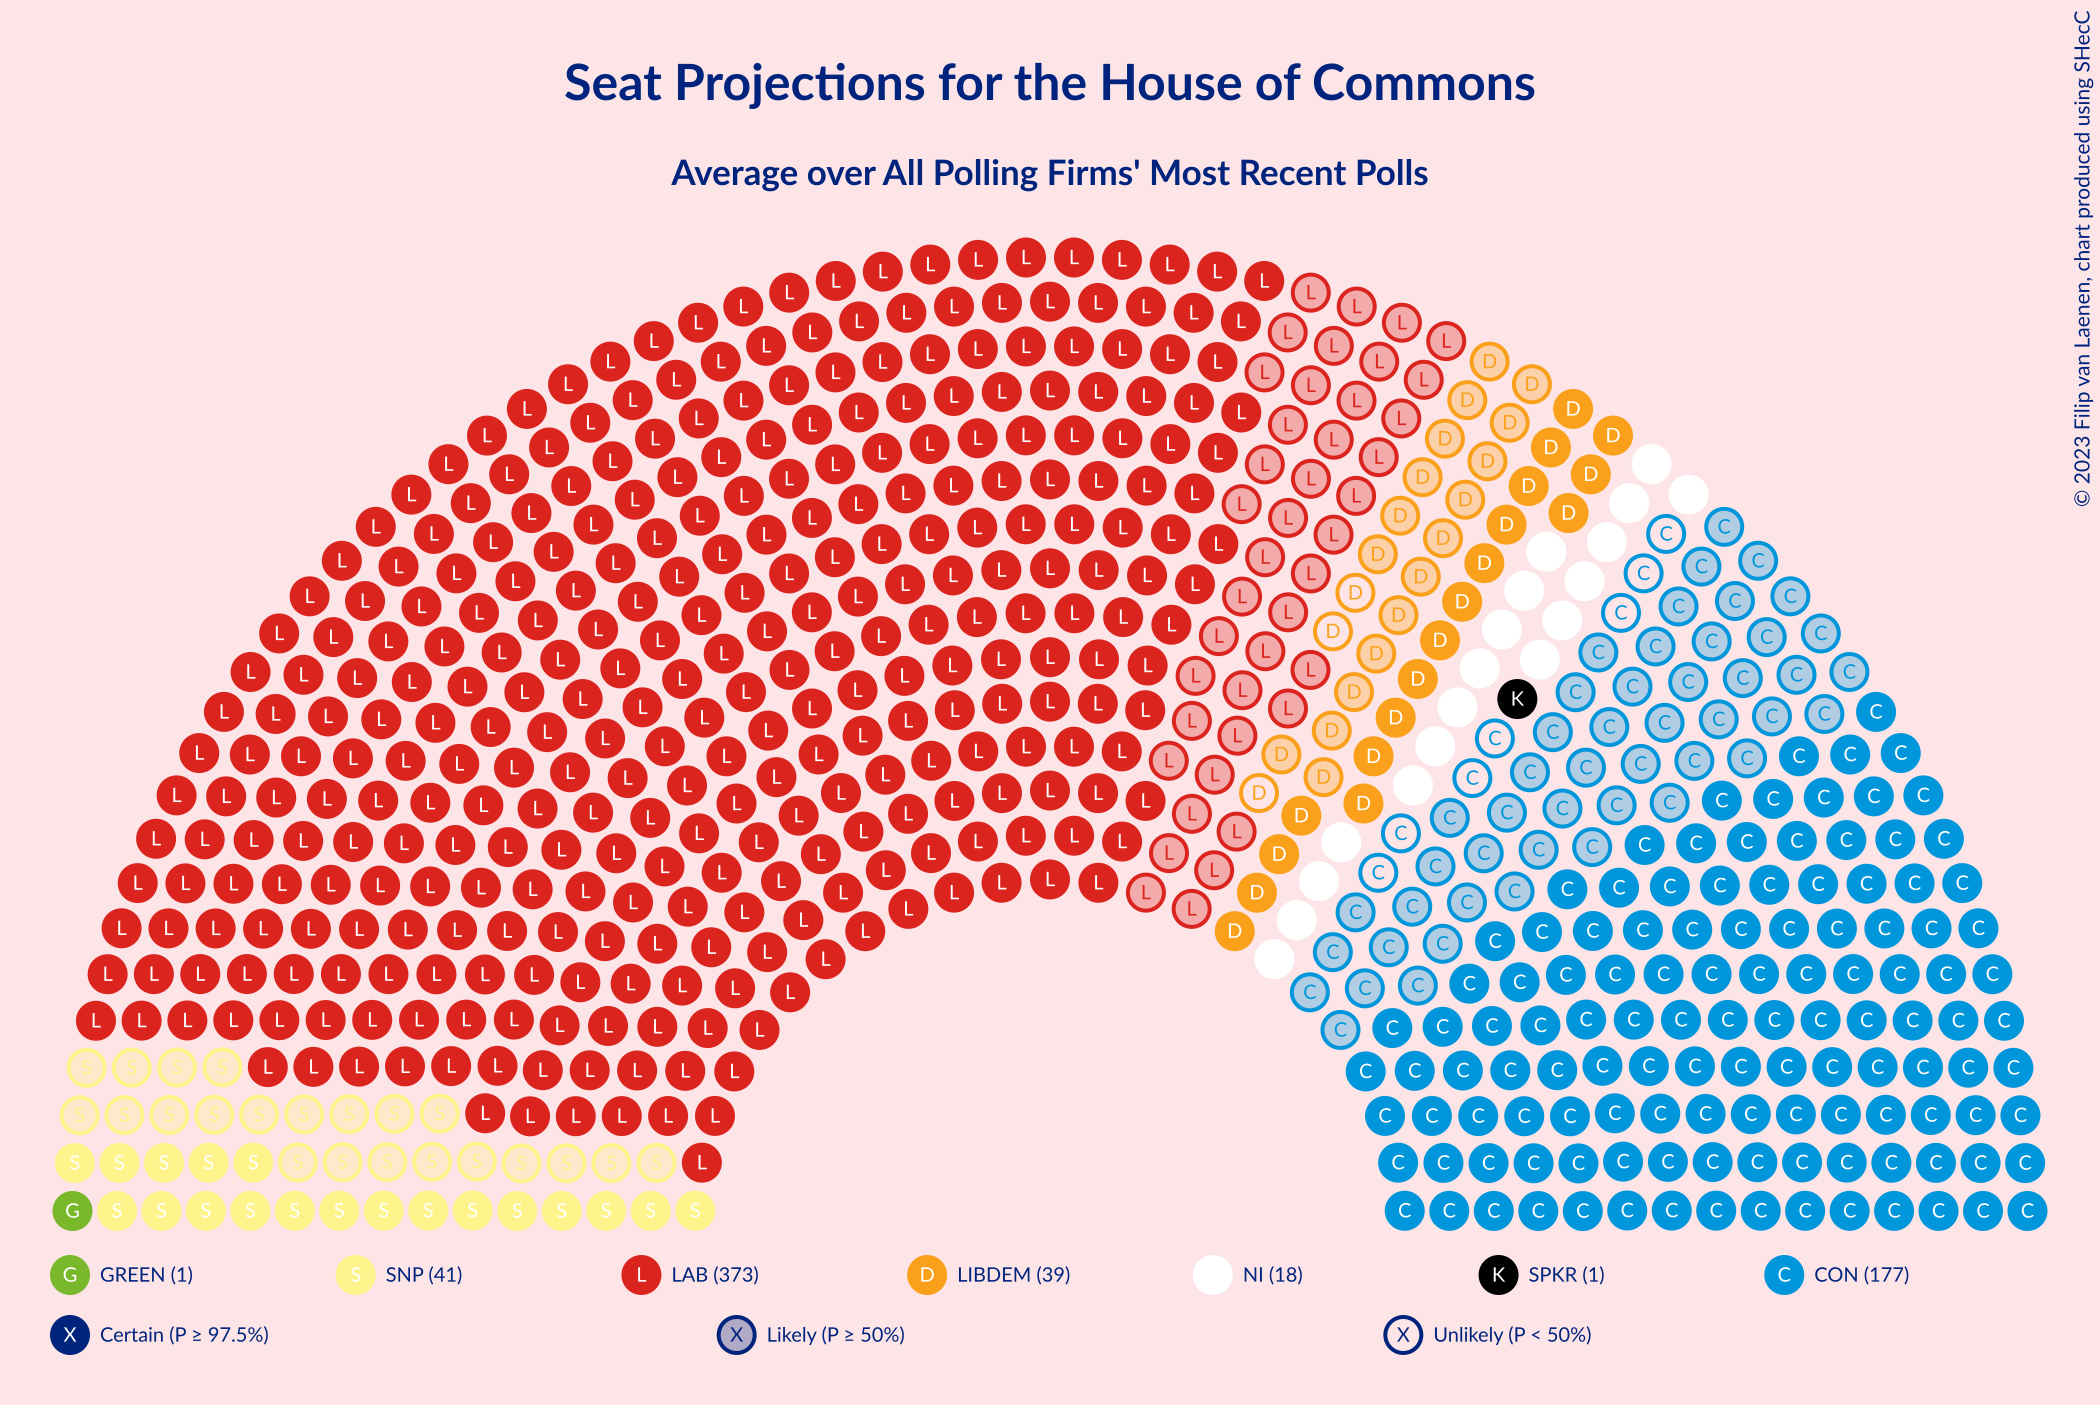 Seat Projections for the House of Commons
Average over All Polling Firms' Most Recent Polls
© 2023 Filip van Laenen, chart produced using SHecC
G GREEN (1)
S SNP (41)
L LAB (373)
D LIBDEM (39)
NI (18)
K SPKR (1)
C CON (177)
X Certain (P ≥ 97.5%)
X Likely (P ≥ 50%)
X Unlikely (P < 50%)